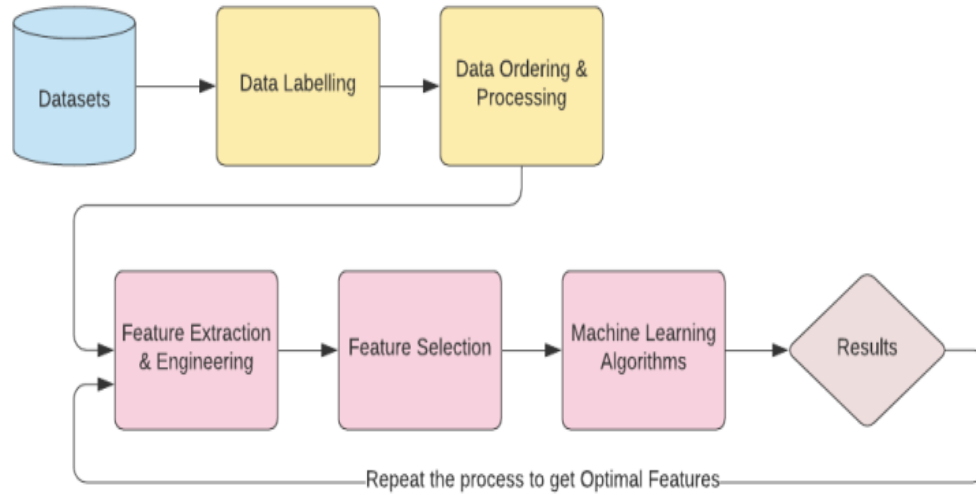 Datasets
Data Labelling
Data Ordering &
Processing
Feature Extraction
& Engineering
Feature Selection
Machine Learning
Algorithms
Results
Repeat the process to get Optimal Features